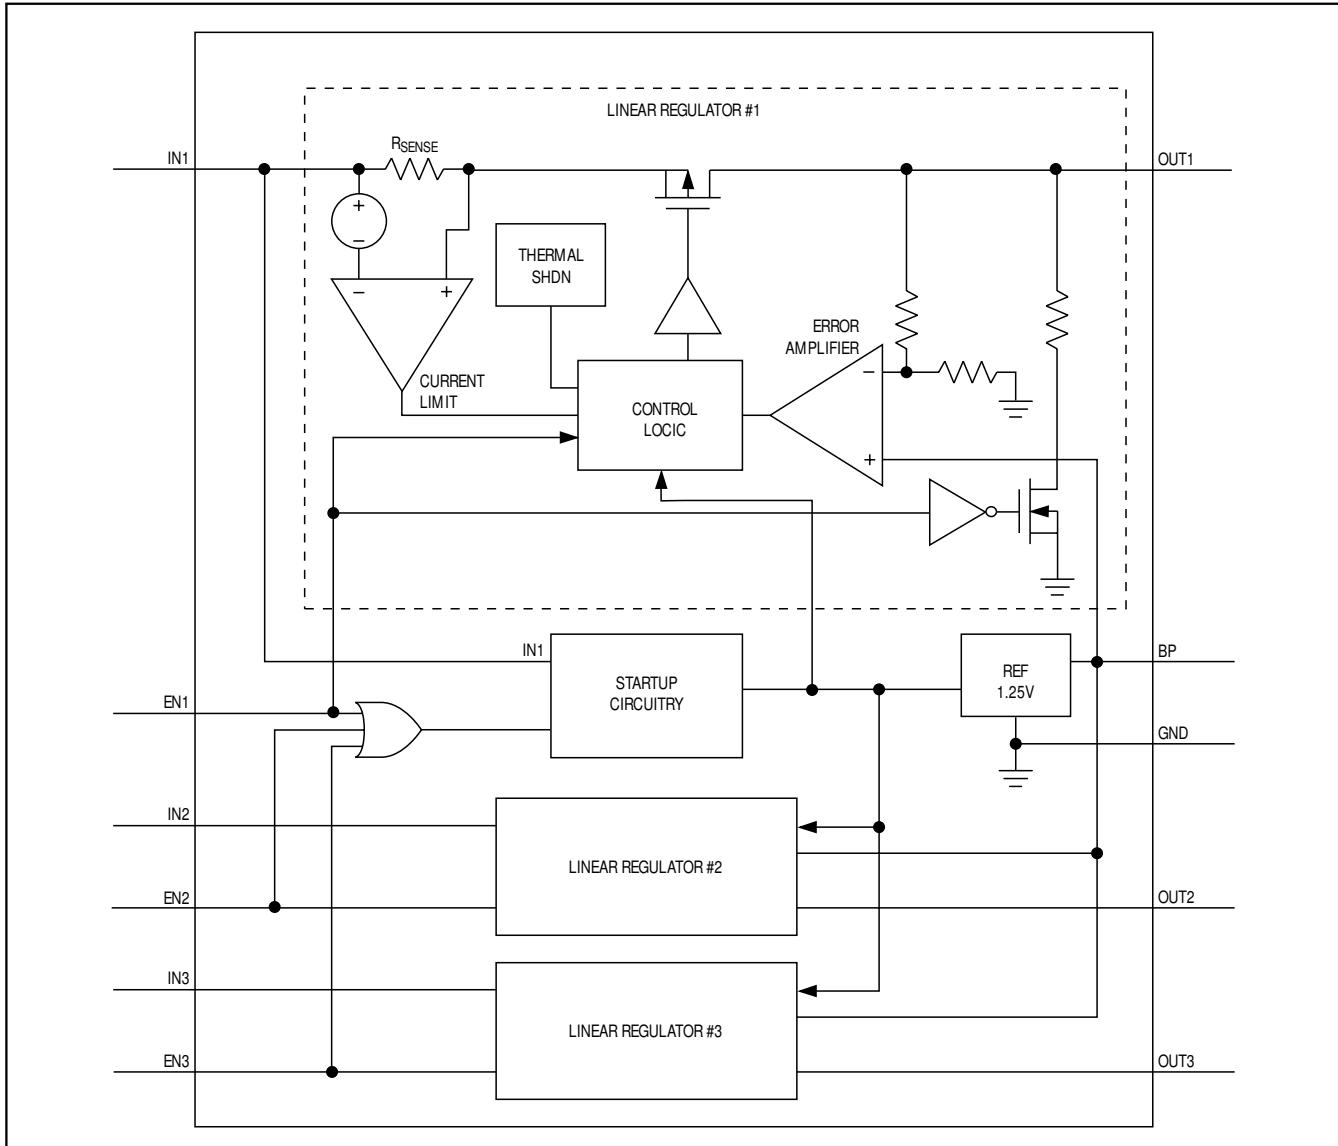 LINEAR REGULATOR #1
IN1
RSENSE
OUT1
+
−
THERMAL
SHDN
−
+
ERROR
AMPLIFIER
−
CURRENT
LIMIT
CONTROL
LOCIC
+
IN1
STARTUP
CIRCUITRY
REF
1.25V
BP
EN1
GND
IN2
LINEAR REGULATOR #2
EN2
OUT2
IN3
LINEAR REGULATOR #3
EN3
OUT3